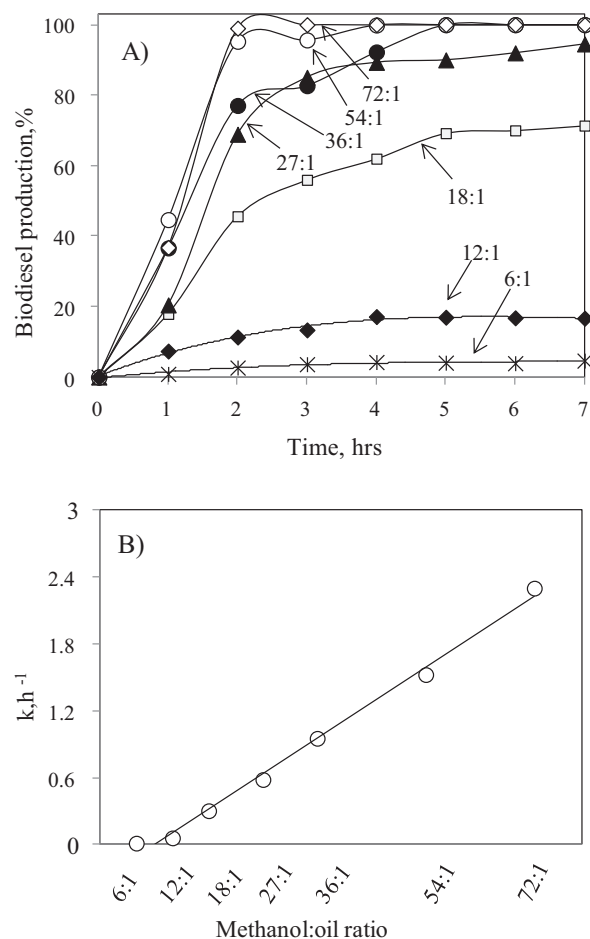 A)
100
80
60
40
20
0
Biodiesel production,%
72:1
54:1
36:1
27:1
18:1
12:1
6:1
0 1 2 3 4 5 6 7
Time, hrs
B)
3
2.4
1.8
1.2
0.6
0
k,h -1
6:1 12:1 18:1 27:1 36:1 54:1 72:1
Methanol:oil ratio